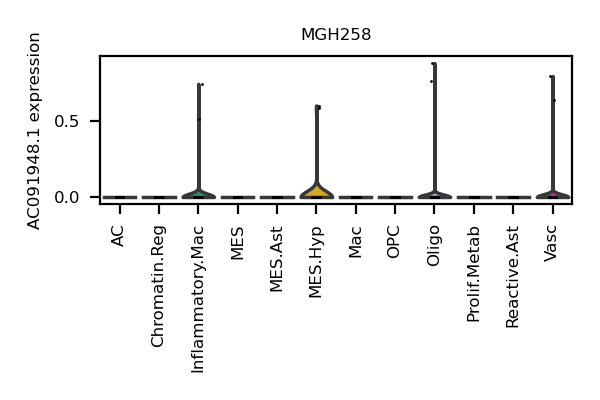 MGH258
AC091948.1 expression
0.5
0.0
AC
Chromatin.Reg
Inflammatory.Mac
MES
MES.Ast
MES.Hyp
Mac
OPC
Oligo
Prolif.Metab
Reactive.Ast
Vasc